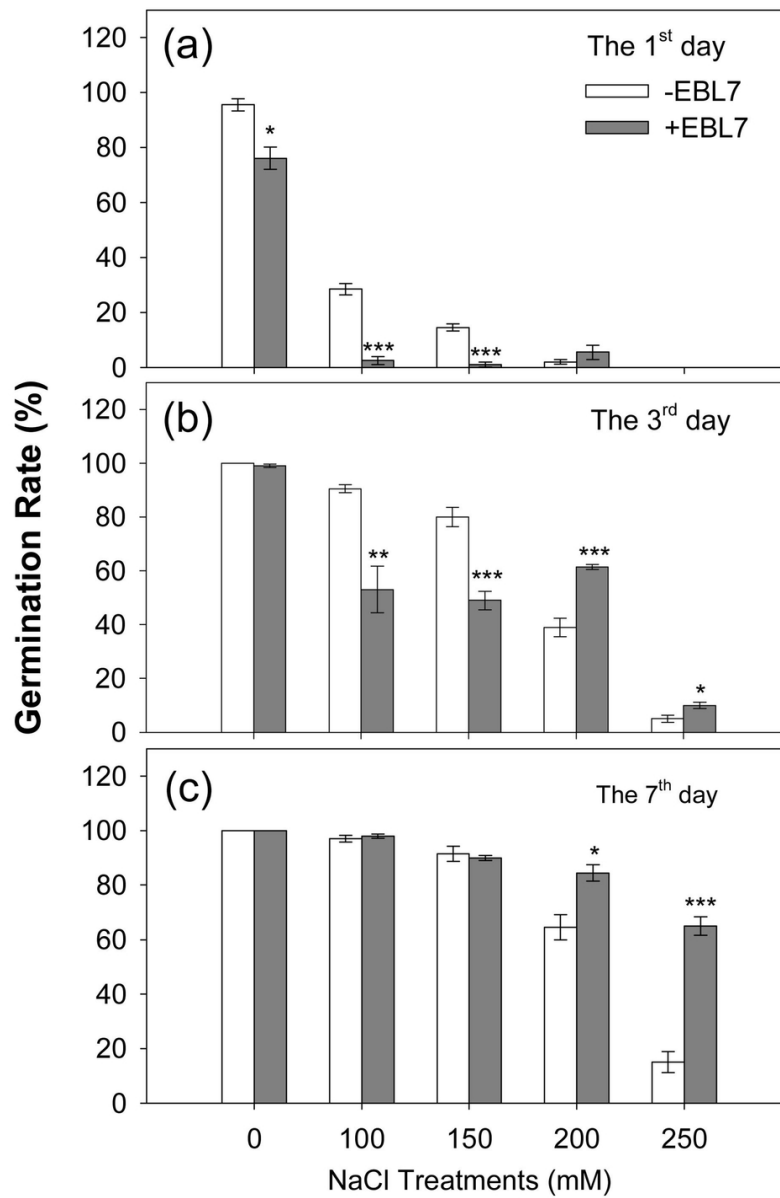 Germination Rate (%)
(a)
The 1st day
-EBL7
+EBL7
120
100
80
60
40
20
0
*
***
***
(b)
The 3rd day
120
100
80
60
40
20
0
**
***
***
*
(c)
The 7th day
120
100
80
60
40
20
0
*
***
0 100 150 200 250
NaCl Treatments (mM)